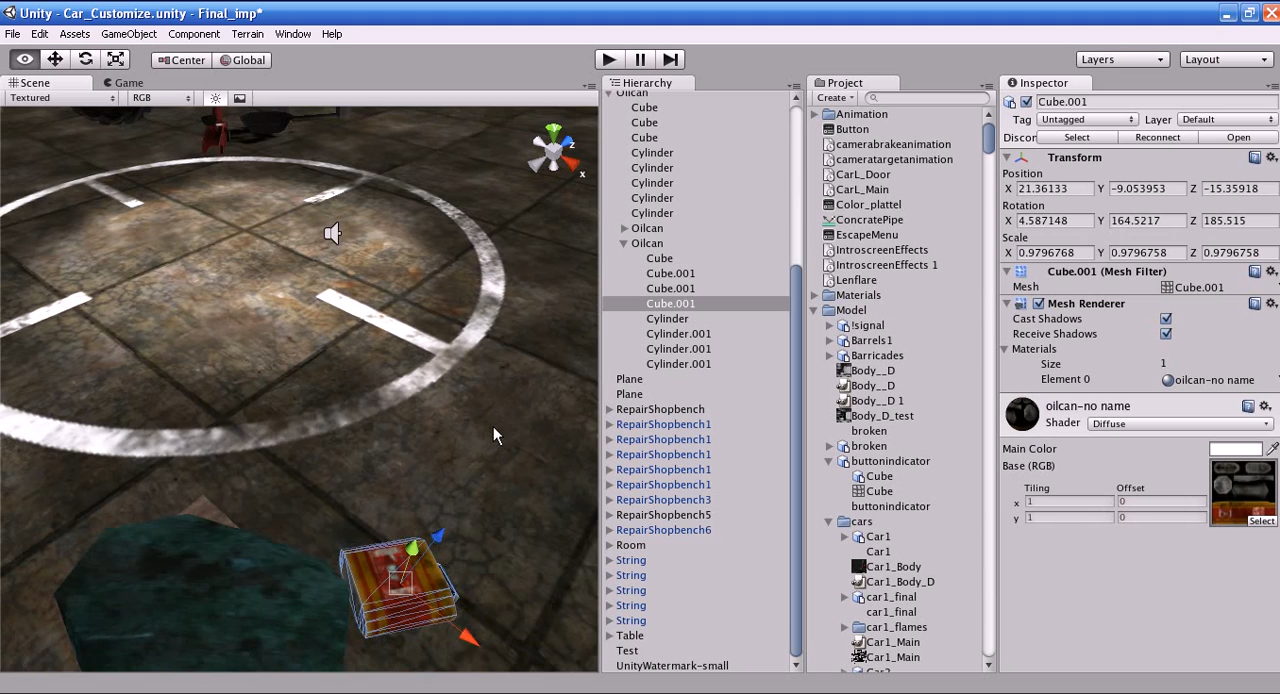 Unity - Car_Customize.unity - Final_imp*
File Edit Assets GameObject Component Terrain Window Help
Center Global Layers Layout
Scene Game
Textured RGB
x
z
Hierarchy
Oilcan
Cube
Cube
Cube
Cylinder
Cylinder
Cylinder
Cylinder
Cylinder
Oilcan
Oilcan
Cube
Cube.001
Cube.001
Cube.001
Cylinder
Cylinder.001
Cylinder.001
Cylinder.001
Plane
Plane
RepairShopbench
RepairShopbench1
RepairShopbench1
RepairShopbench1
RepairShopbench1
RepairShopbench1
RepairShopbench3
RepairShopbench5
RepairShopbench6
Room
String
String
String
String
String
Table
Test
UnityWatermark-small
Project
Create
Animation
Button
camerabrakeanimation
cameratargetanimation
CarL_Door
CarL_Main
Color_plattel
ConcratePipe
EscapeMenu
IntroscreenEffects
IntroscreenEffects 1
Lenflare
Materials
Model
!signal
Barrels1
Barricades
Body__D
Body__D
Body__D 1
Body_D_test
broken
broken
buttonindicator
Cube
Cube
buttonindicator
cars
Car1
Car1
Car1_Body
Car1_Body_D
car1_final
car1_final
car1_flames
Car1_Main
Car1_Main
Inspector
Cube.001
Tag Untagged Layer Default
Discon Select Reconnect Open
Transform
Position
X 21.36133 Y -9.053953 Z -15.35918
Rotation
X 4.587148 Y 164.5217 Z 185.515
Scale
X 0.9796768 Y 0.9796758 Z 0.9796758
Cube.001 (Mesh Filter)
Mesh Cube.001
Mesh Renderer
Cast Shadows
Receive Shadows
Materials
Size 1
Element 0 oilcan-no name
oilcan-no name
Shader Diffuse
Main Color
Base (RGB)
Tiling Offset
x 1 0
y 1 0
Select